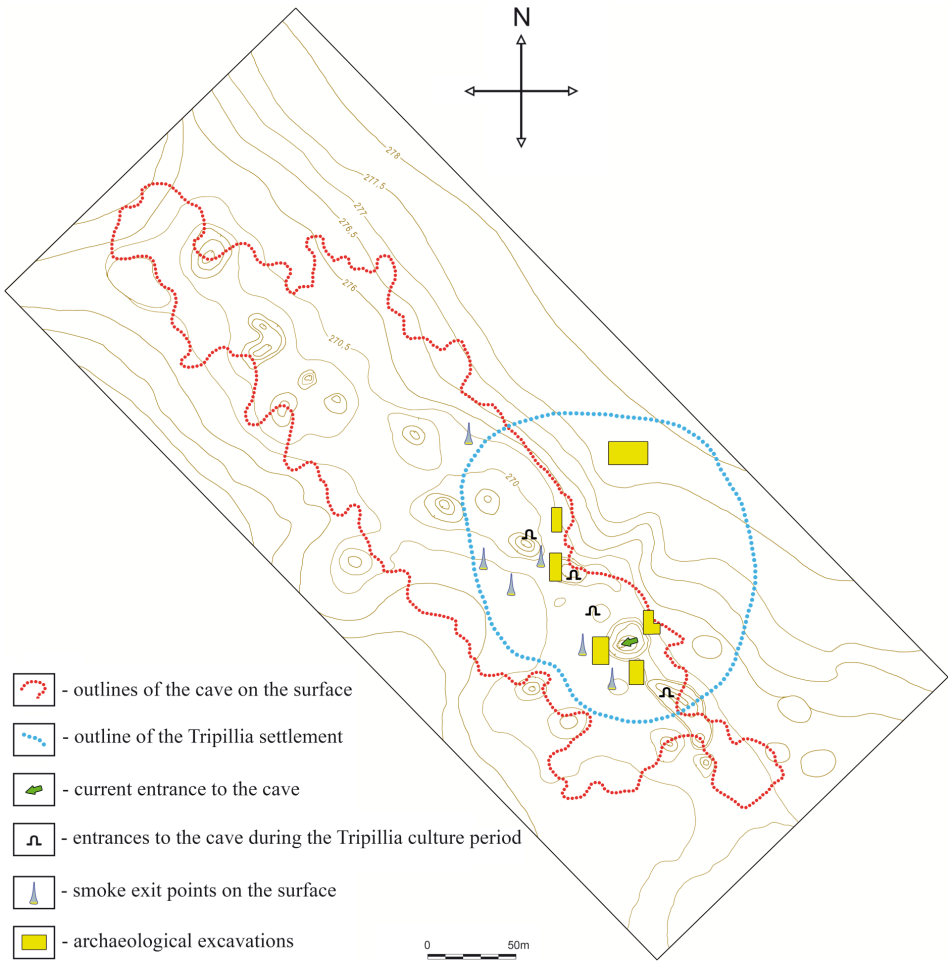 N
278
277,5
277
276,5
276
270,5
270
- outlines of the cave on the surface
- outline of the Tripillia settlement
- current entrance to the cave
- entrances to the cave during the Tripillia culture period
- smoke exit points on the surface
- archaeological excavations
0 50m